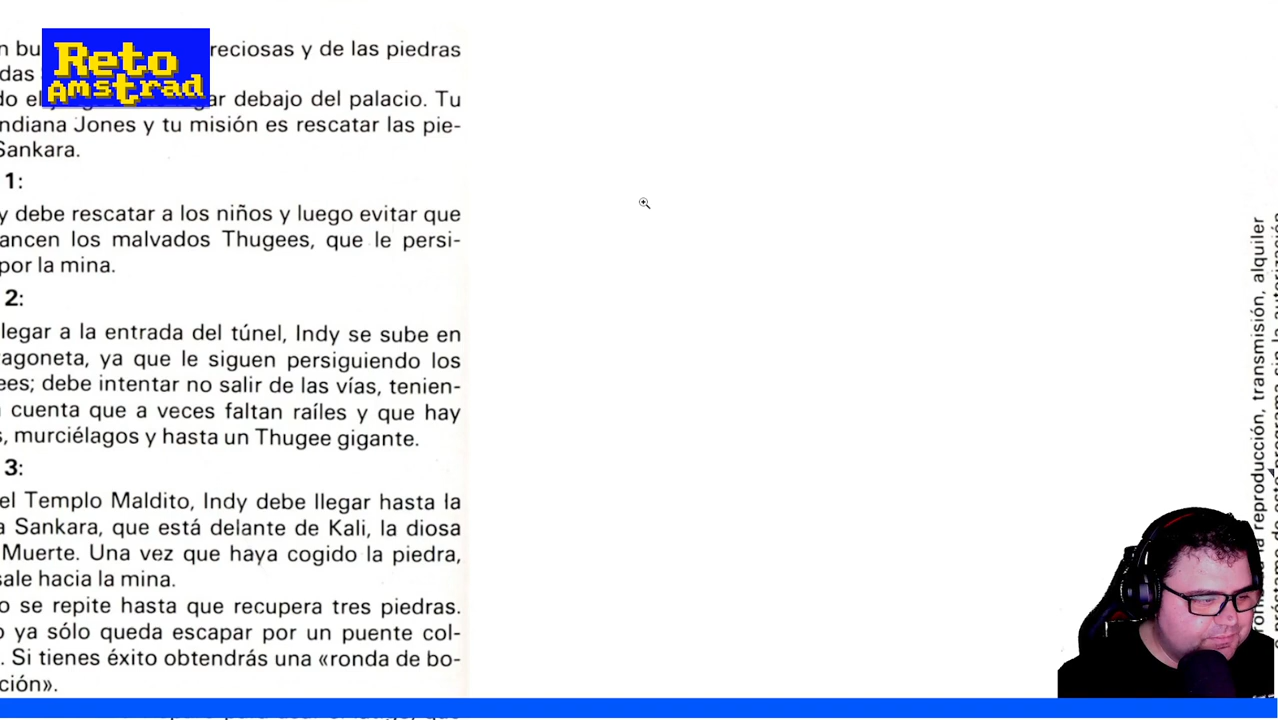 Reto
Amstrad
n bu reciosas y de las piedras
das
do el gar debajo del palacio. Tu
ndiana Jones y tu misión es rescatar las pie-
Sankara.
1:
y debe rescatar a los niños y luego evitar que
ancen los malvados Thugees, que le persi-
por la mina.
2:
legar a la entrada del túnel, Indy se sube en
agoneta, ya que le siguen persiguiendo los
ees; debe intentar no salir de las vías, tenien-
cuenta que a veces faltan raíles y que hay
s, murciélagos y hasta un Thugee gigante.
3:
el Templo Maldito, Indy debe llegar hasta la
a Sankara, que está delante de Kali, la diosa
Muerte. Una vez que haya cogido la piedra,
sale hacia la mina.
o se repite hasta que recupera tres piedras.
o ya sólo queda escapar por un puente col-
. Si tienes éxito obtendrás una «ronda de bo-
ción».
la reproducción, transmisión, alquiler